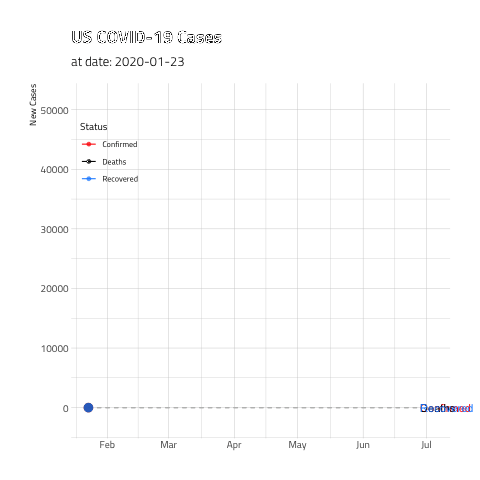 US COVID-19 Cases
at date: 2020-01-23
New Cases
50000
40000
30000
20000
10000
0
Status
Confirmed
Deaths
Recovered
Deaths
Feb Mar Apr May Jun Jul